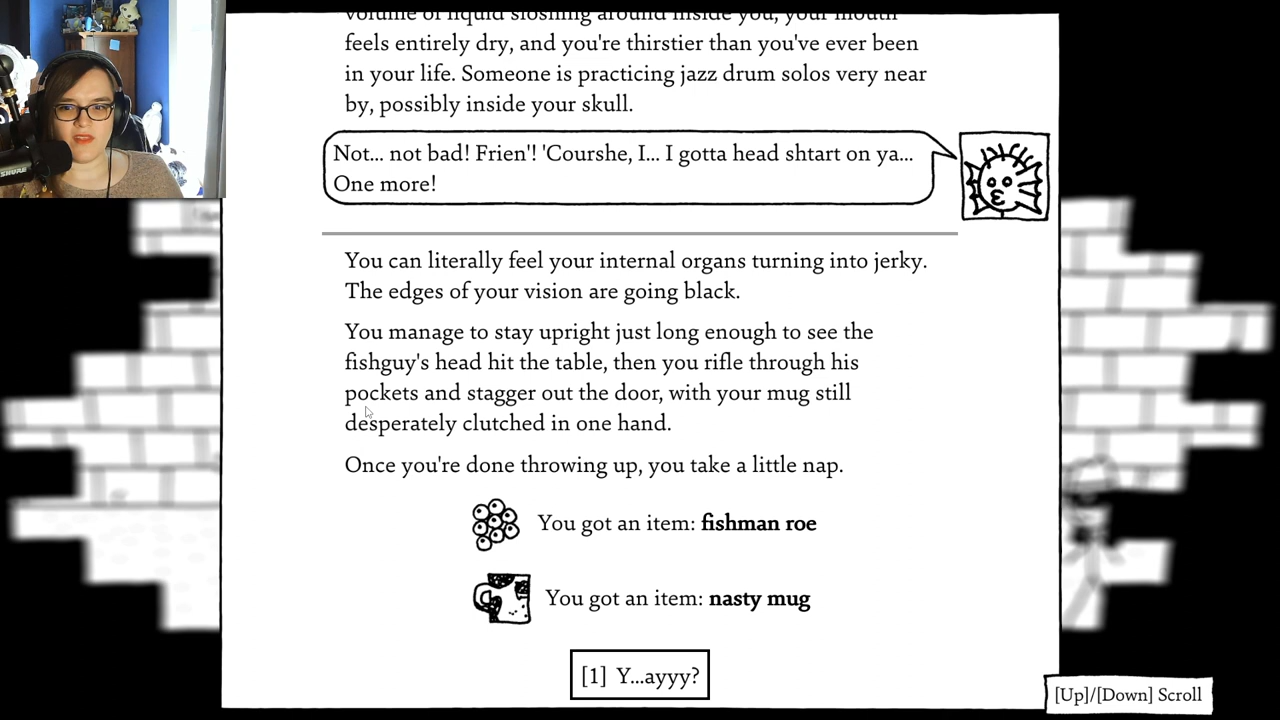 volume of liquid sloshing around inside you, your mouth
feels entirely dry, and you're thirstier than you've ever been
in your life. Someone is practicing jazz drum solos very near
by, possibly inside your skull.
Not... not bad! Frien'! 'Courshe, I... I gotta head shtart on ya...
One more!
You can literally feel your internal organs turning into jerky.
The edges of your vision are going black.
You manage to stay upright just long enough to see the
fishguy's head hit the table, then you rifle through his
pockets and stagger out the door, with your mug still
desperately clutched in one hand.
Once you're done throwing up, you take a little nap.
You got an item: fishman roe
You got an item: nasty mug
[1] Y...ayyy?
[Up]/[Down] Scroll
SHURE